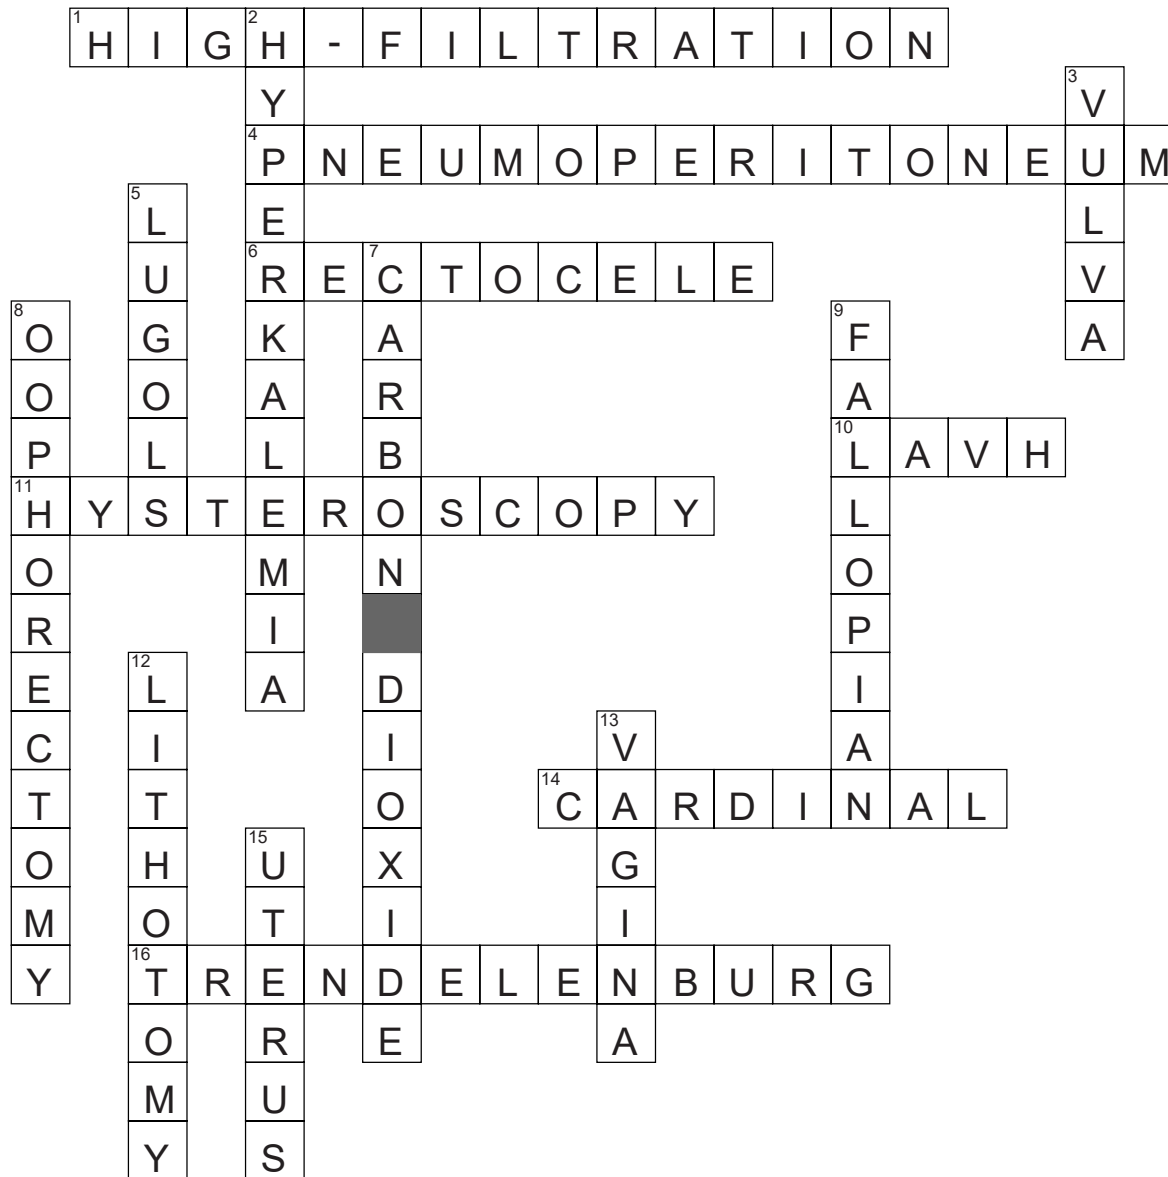 1 HIGH-FILTRATION
2 HYPERKALEMIA
3 VULVA
4 PNEUMOPERITONEUM
5 LUGOLS
6 RECTOCELE
7 CARBON DIOXIDE
8 OOPHORECTOMY
9 FALLOPIAN
10 LAVH
11 HYSTEROSCOPY
12 LITHOTOMY
13 VAGINA
14 CARDINAL
15 UTERUS
16 TRENDELENBURG